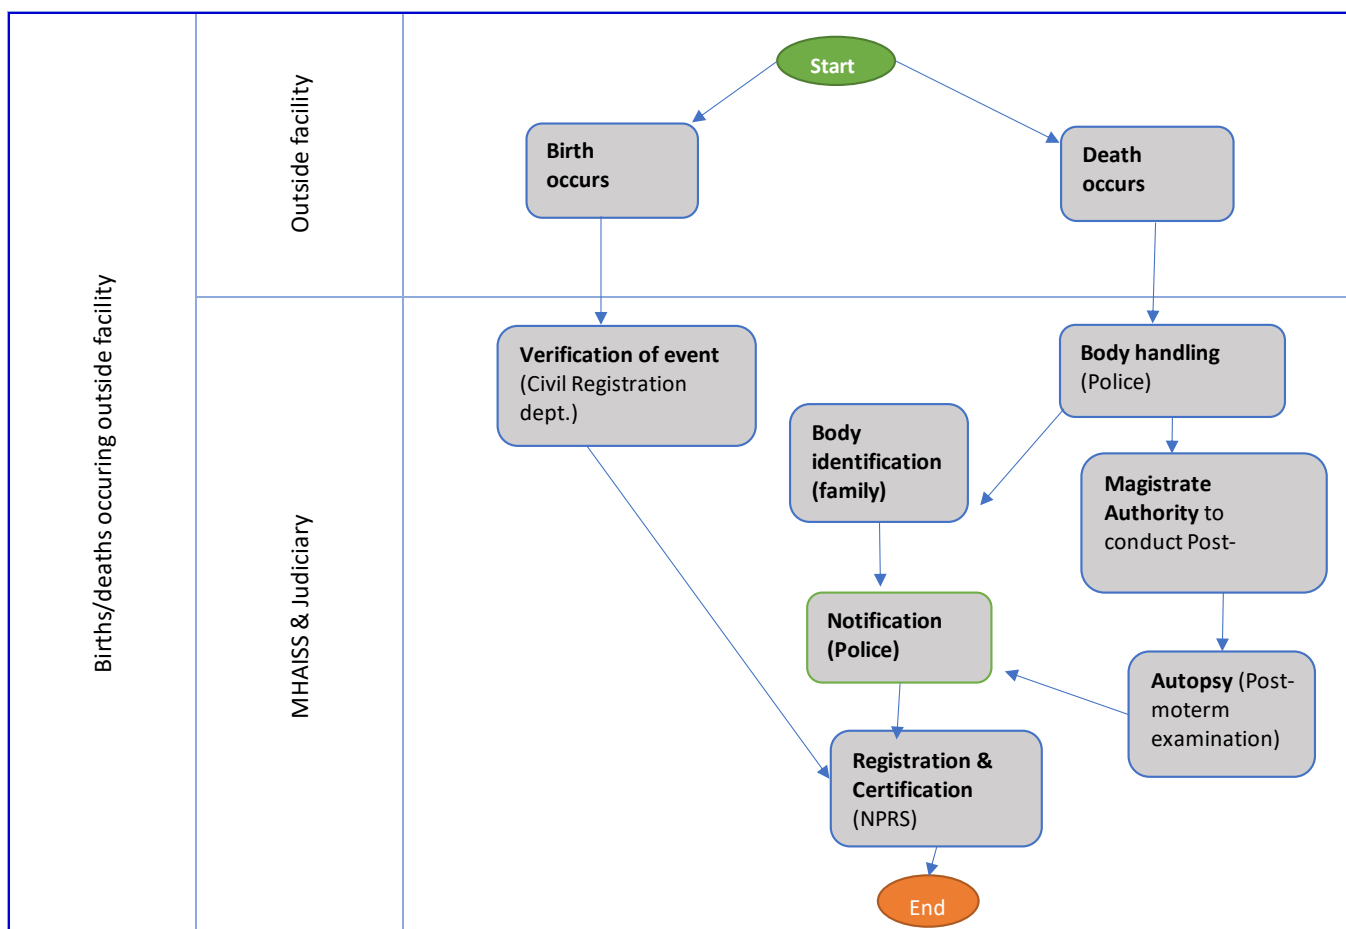 Births/deaths occuring outside facility
Outside facility
Start
Birth
occurs
Death
occurs
MHAISS & Judiciary
Verification of event
(Civil Registration
dept.)
Body handling
(Police)
Body
identification
(family)
Magistrate
Authority to
conduct Post-
Notification
(Police)
Autopsy (Post-
moterm
examination)
Registration &
Certification
(NPRS)
End